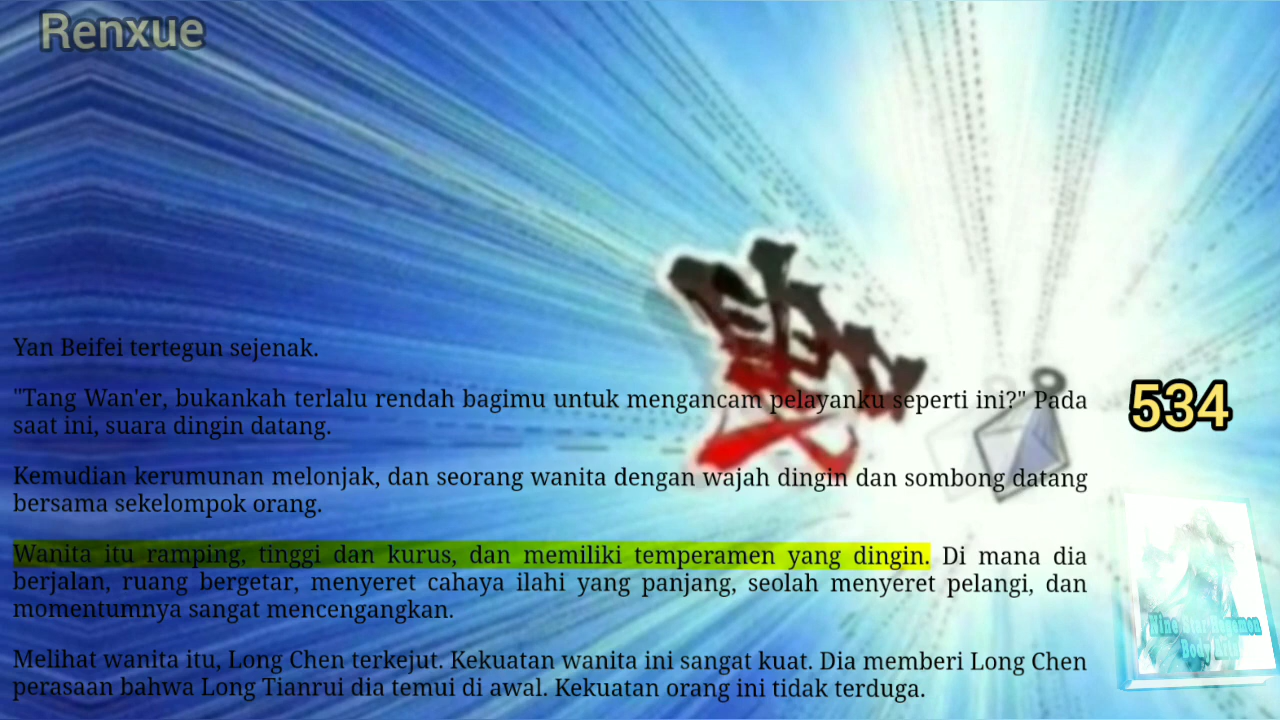 Renxue
Yan Beifei tertegun sejenak.
"Tang Wan'er, bukankah terlalu rendah bagimu untuk mengancam pelayanku seperti ini?" Pada
saat ini, suara dingin datang.
534
Kemudian kerumunan melonjak, dan seorang wanita dengan wajah dingin dan sombong datang
bersama sekelompok orang.
Wanita itu ramping, tinggi dan kurus, dan memiliki temperamen yang dingin. Di mana dia
berjalan, ruang bergetar, menyeret cahaya ilahi yang panjang, seolah menyeret pelangi, dan
momentumnya sangat mencengangkan.
Nine Star Hegemon
Body Arts
Melihat wanita itu, Long Chen terkejut. Kekuatan wanita ini sangat kuat. Dia memberi Long Chen
perasaan bahwa Long Tianrui dia temui di awal. Kekuatan orang ini tidak terduga.